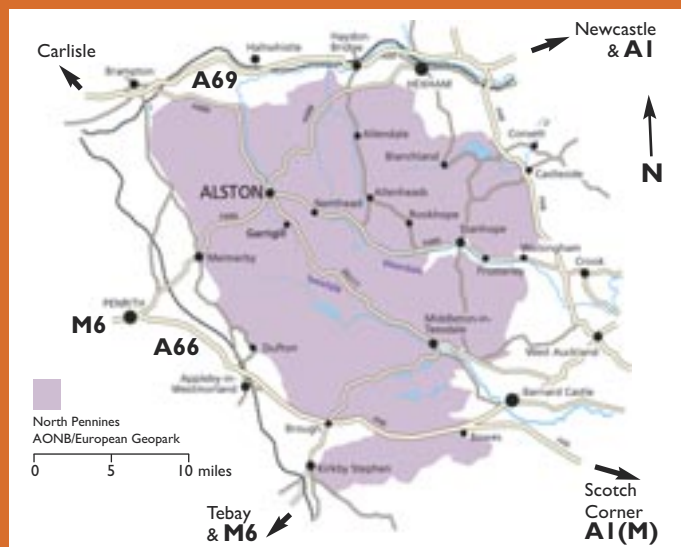 Carlisle
Newcastle
& A1
Haltwhistle
Haydon
Bridge
Brampton
A69
HEXHAM
N
Allendale
Blanchland
Consett
Castleside
ALSTON
Nenthead
Allenheads
Rookhope
Garrigill
Stanhope
Wolsingham
Frosterley
Crook
Melmerby
PENRITH
M6
A66
Middleton-in-
Teesdale
Dufton
West Auckland
Appleby-in-
Westmorland
Barnard Castle
Brough
Bowes
Kirkby Stephen
North Pennines
AONB/European Geopark
0 5 10 miles
Tebay
& M6
Scotch
Corner
A1(M)